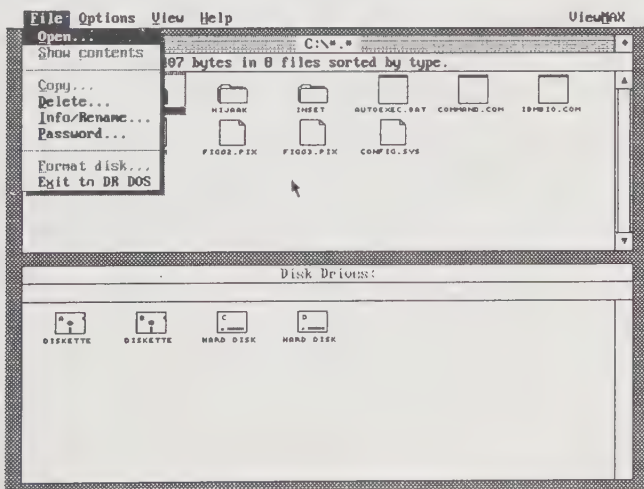 File Options View Help ViewMAX
Open...
Show contents
Copy...
Delete...
Info/Rename...
Password...
Format disk...
Exit to DR DOS
C:\*.*
07 bytes in 8 files sorted by type.
HIJAAK INSET AUTOEXEC.BAT COMMAND.COM IBMBIO.COM
FIG02.PIX FIG03.PIX CONFIG.SYS
Disk Drives:
A B C D
DISKETTE DISKETTE HARD DISK HARD DISK